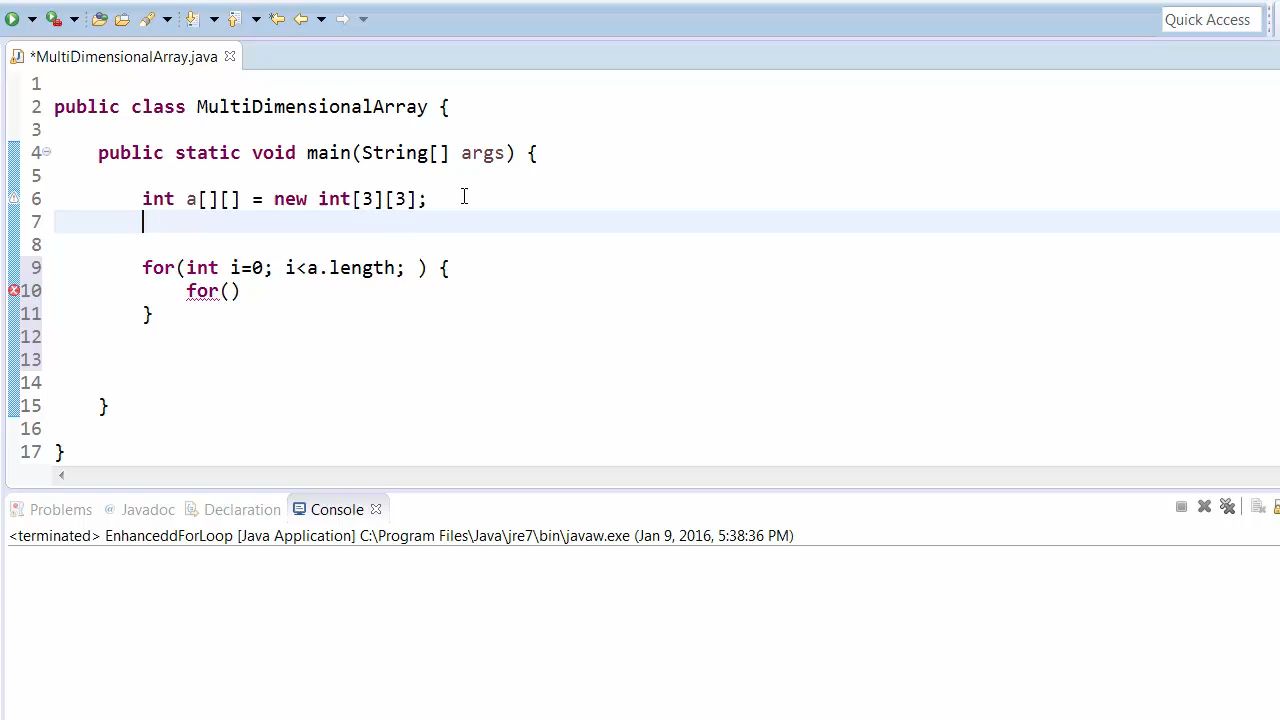 Quick Access
*MultiDimensionalArray.java
1
2 public class MultiDimensionalArray {
3
4 public static void main(String[] args) {
5
6 int a[][] = new int[3][3];
7
8
9 for(int i=0; i<a.length; ) {
10 for()
11 }
12
13
14
15 }
16
17 }
Problems @ Javadoc Declaration Console
<terminated> EnhanceddForLoop [Java Application] C:\Program Files\Java\jre7\bin\javaw.exe (Jan 9, 2016, 5:38:36 PM)